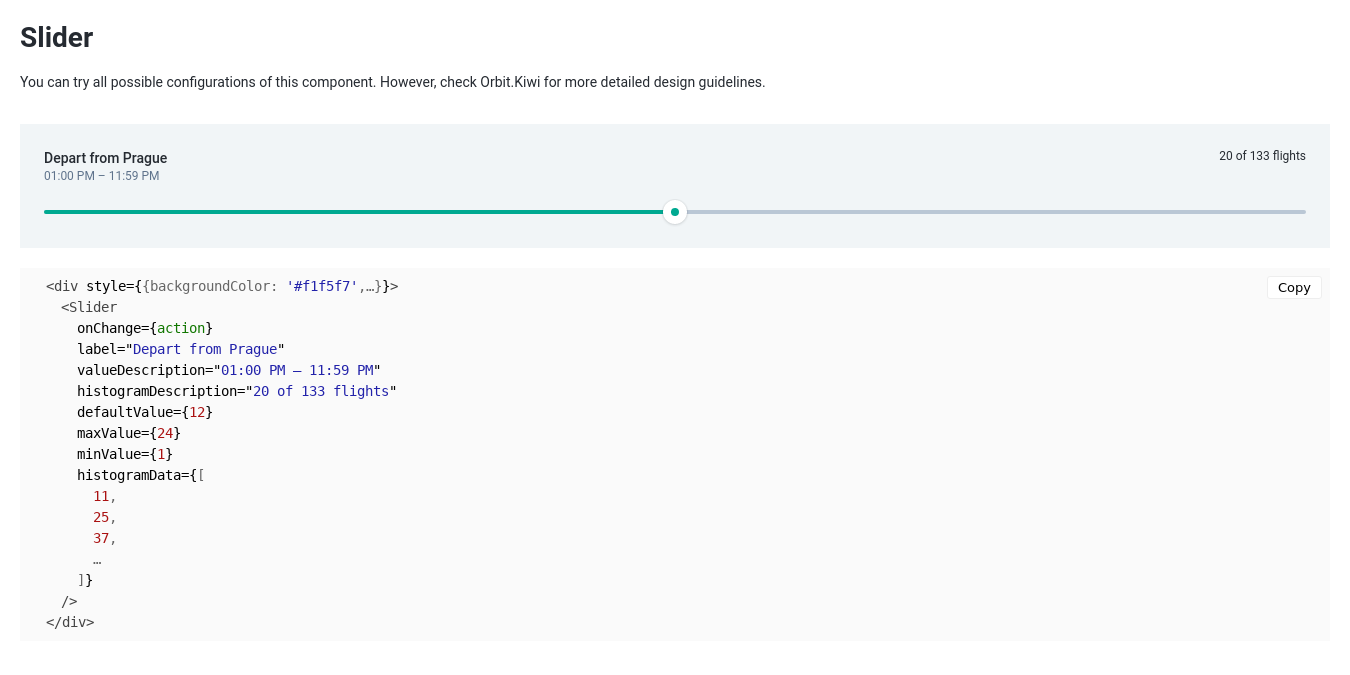 Slider
You can try all possible configurations of this component. However, check Orbit.Kiwi for more detailed design guidelines.
Depart from Prague
20 of 133 flights
01:00 PM – 11:59 PM
<div style={{backgroundColor: '#f1f5f7',…}}>
Copy
<Slider
onChange={action}
label="Depart from Prague"
valueDescription="01:00 PM – 11:59 PM"
histogramDescription="20 of 133 flights"
defaultValue={12}
maxValue={24}
minValue={1}
histogramData={[
11,
25,
37,
…
]}
/>
</div>